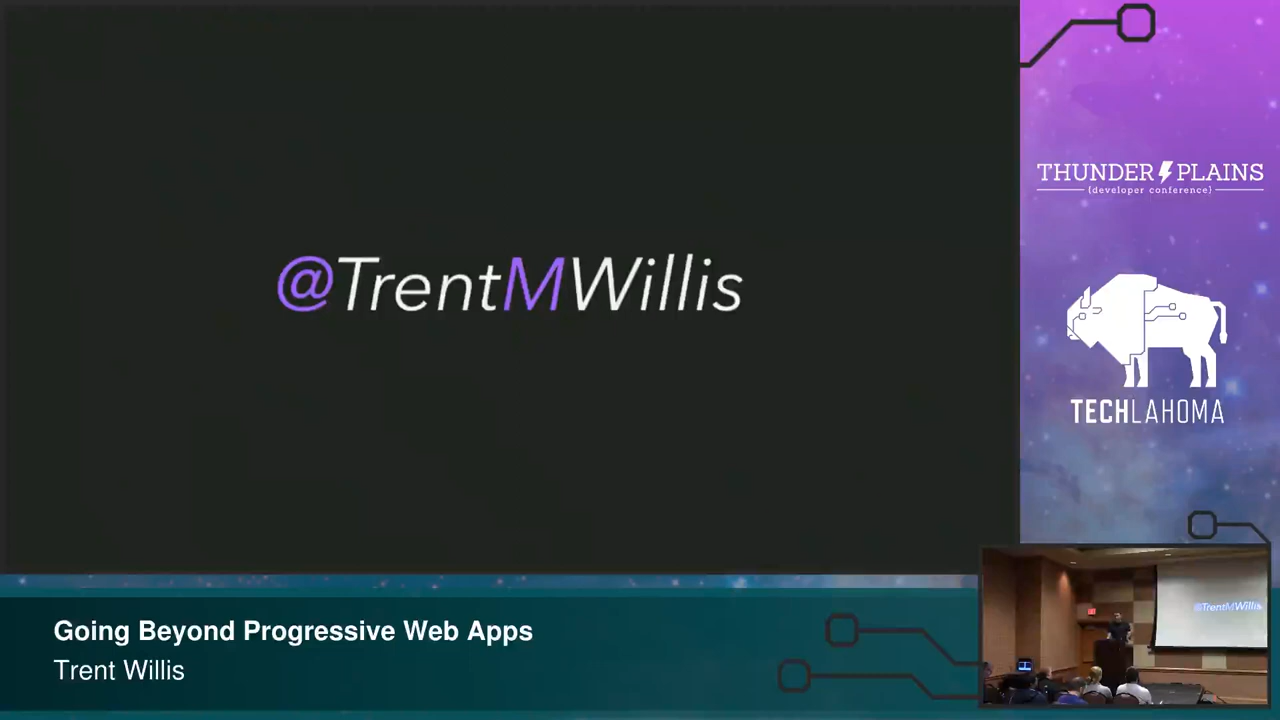 @TrentMWillis
THUNDER PLAINS
{developer conference}
TECHLAHOMA
@TrentMWillis
Going Beyond Progressive Web Apps
Trent Willis